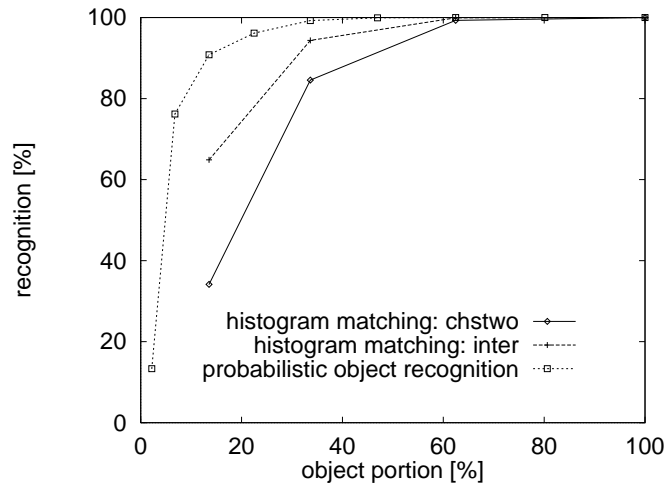 100
80
60
40
20
0
recognition [%]
histogram matching: chstwo
histogram matching: inter
probabilistic object recognition
0 20 40 60 80 100
object portion [%]